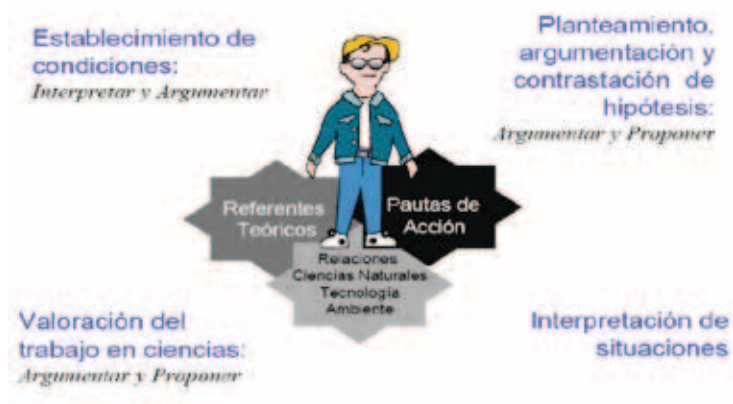 Establecimiento de
condiciones:
Interpretar y Argumentar
Planteamiento,
argumentación y
contrastación de
hipótesis:
Argumentar y Proponer
Referentes
Teóricos
Pautas de
Acción
Relaciones
Ciencias Naturales
Tecnología
Ambiente
Valoración del
trabajo en ciencias:
Argumentar y Proponer
Interpretación de
situaciones